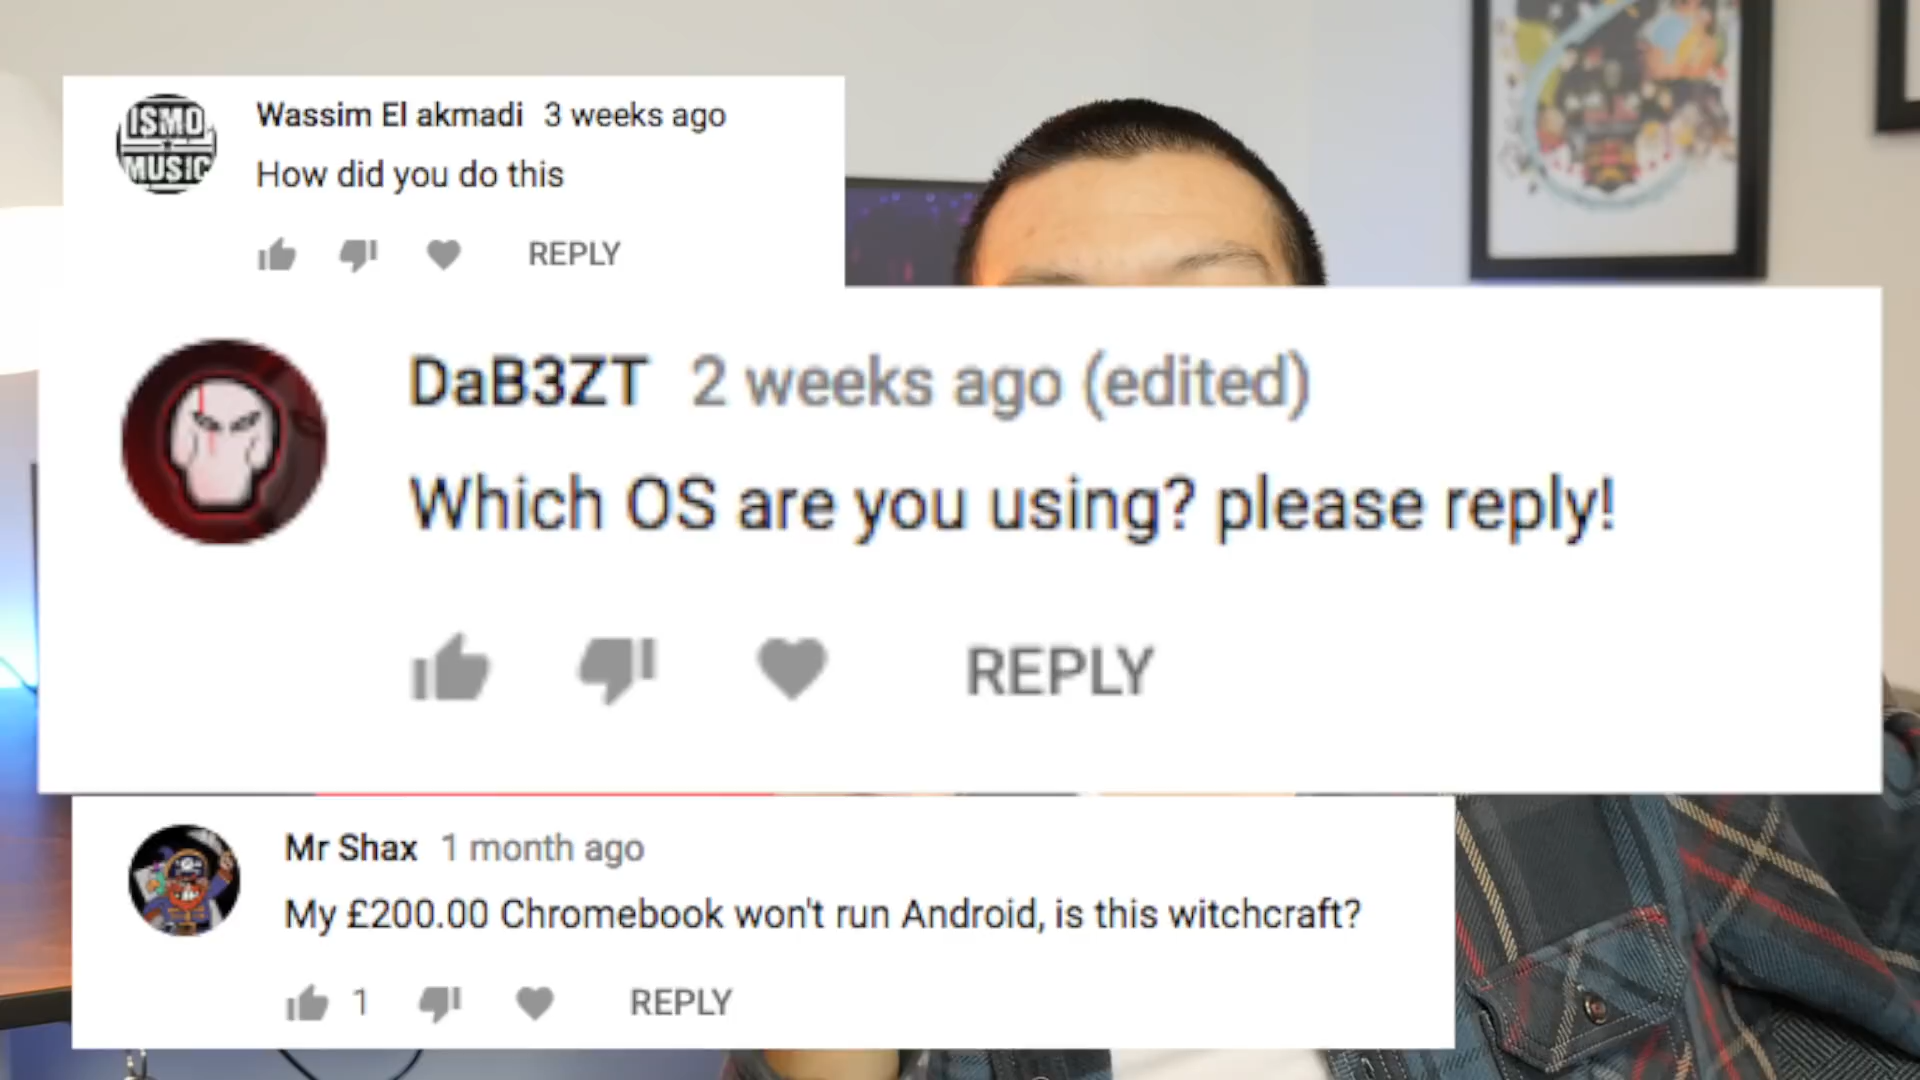 ISMO
MUSIC
Wassim El akmadi 3 weeks ago
How did you do this
REPLY
DaB3ZT 2 weeks ago (edited)
Which OS are you using? please reply!
REPLY
Mr Shax 1 month ago
My £200.00 Chromebook won't run Android, is this witchcraft?
1
REPLY